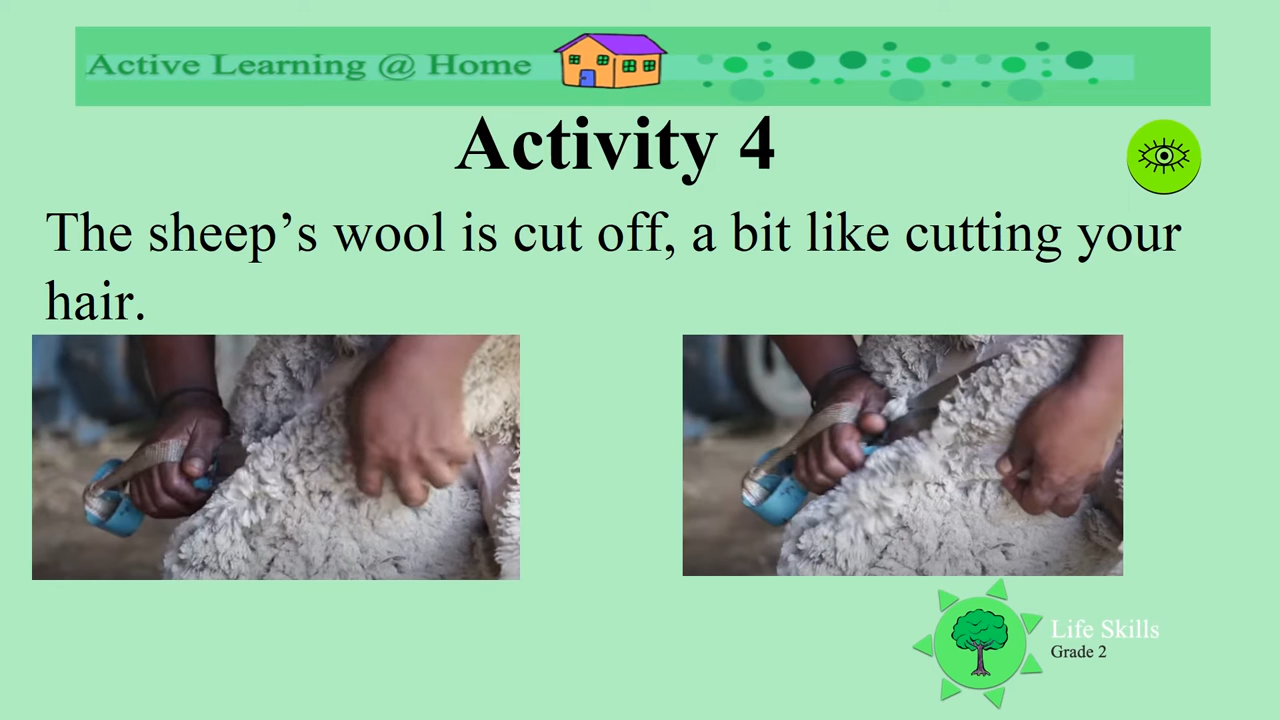 Active Learning @ Home
Activity 4
The sheep’s wool is cut off, a bit like cutting your
hair.
Life Skills
Grade 2